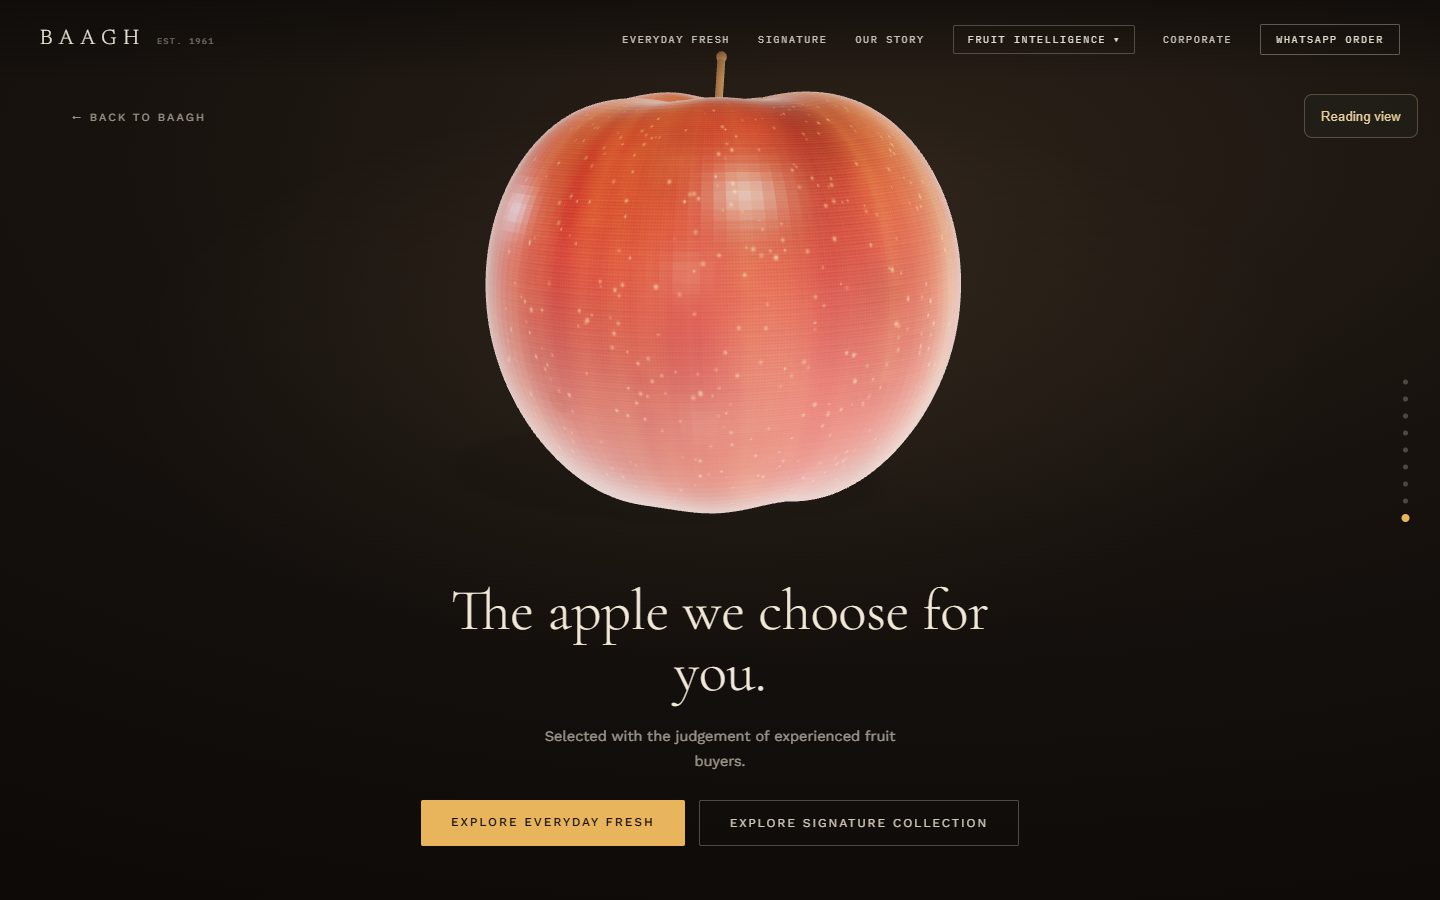 BAAGH EST. 1961
EVERYDAY FRESH SIGNATURE OUR STORY FRUIT INTELLIGENCE ▾ CORPORATE WHATSAPP ORDER
← BACK TO BAAGH
Reading view
The apple we choose for
you.
Selected with the judgement of experienced fruit
buyers.
EXPLORE EVERYDAY FRESH
EXPLORE SIGNATURE COLLECTION